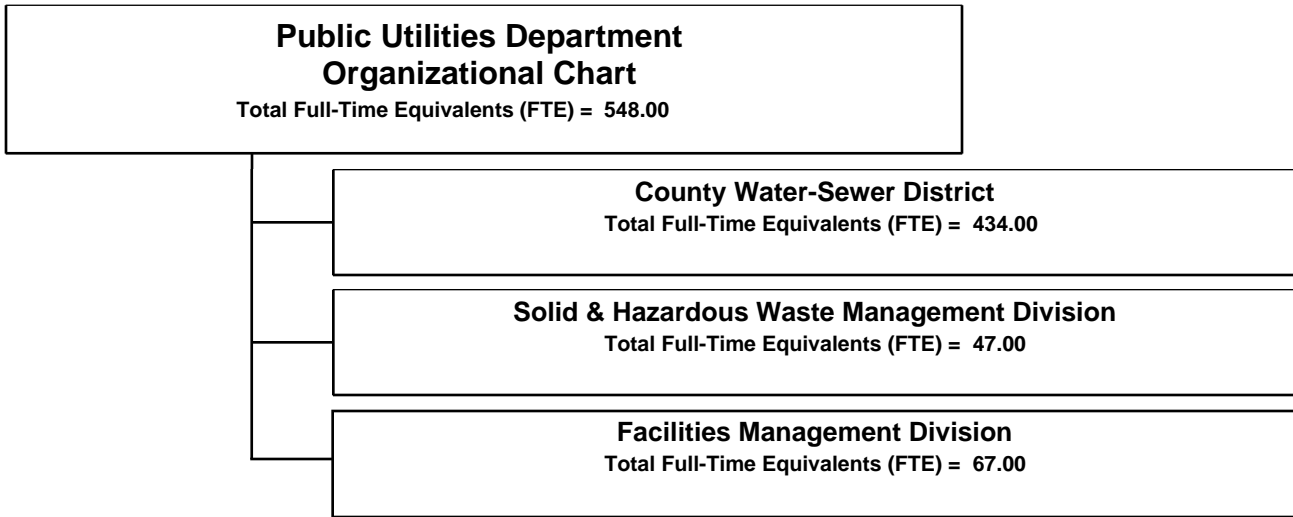 Public Utilities Department
Organizational Chart
Total Full-Time Equivalents (FTE) = 548.00
County Water-Sewer District
Total Full-Time Equivalents (FTE) = 434.00
Solid & Hazardous Waste Management Division
Total Full-Time Equivalents (FTE) = 47.00
Facilities Management Division
Total Full-Time Equivalents (FTE) = 67.00